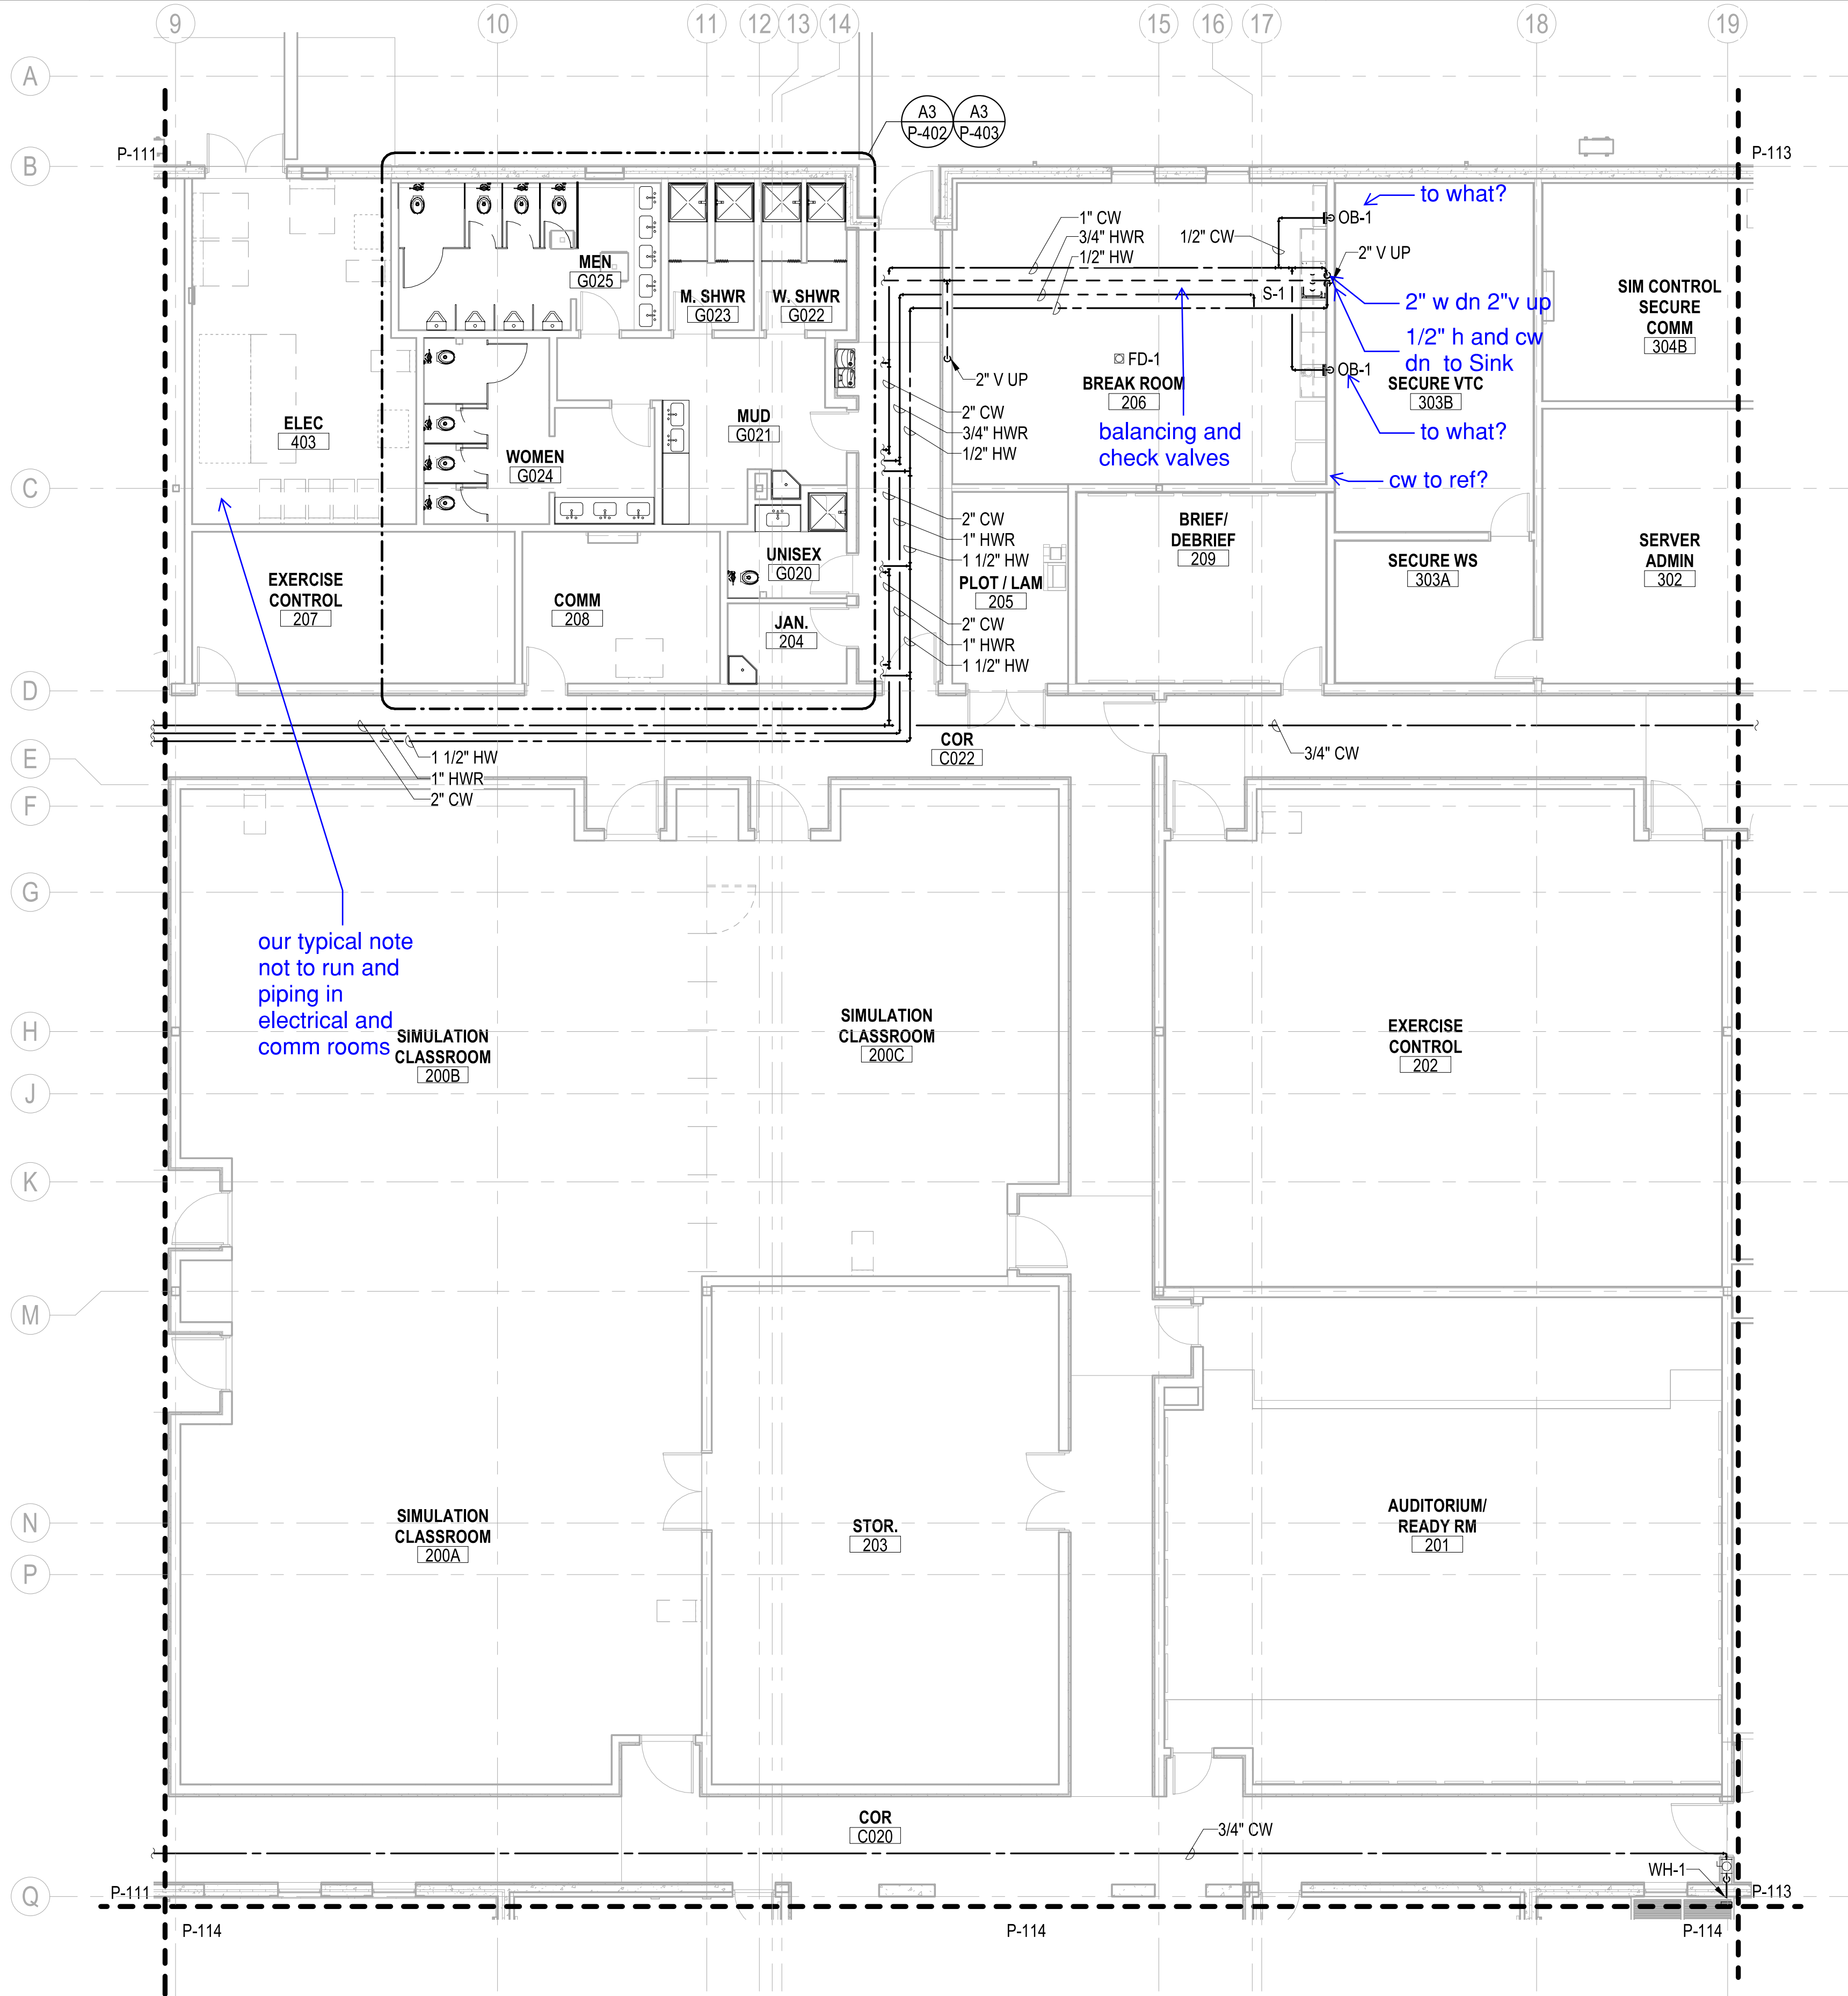 9
10
11
12
13
14
15
16
17
18
19
A
A3
P-402
A3
P-403
P-111
B
P-113
to what?
1" CW
3/4" HWR
1/2" HW
1/2" CW
OB-1
2" V UP
MEN
G025
M. SHWR
G023
W. SHWR
G022
S-1
2" w dn 2"v up
1/2" h and cw
dn to Sink
SIM CONTROL
SECURE
COMM
304B
FD-1
2" V UP
BREAK ROOM
206
OB-1
SECURE VTC
303B
to what?
balancing and
check valves
ELEC
403
MUD
G021
2" CW
3/4" HWR
1/2" HW
WOMEN
G024
C
cw to ref?
2" CW
1" HWR
1 1/2" HW
BRIEF/
DEBRIEF
209
UNISEX
G020
EXERCISE
CONTROL
207
COMM
208
PLOT / LAM
205
SECURE WS
303A
SERVER
ADMIN
302
JAN.
204
2" CW
1" HWR
1 1/2" HW
D
E
COR
C022
3/4" CW
1 1/2" HW
1" HWR
2" CW
F
G
our typical note
not to run and
piping in
electrical and
comm rooms
H
SIMULATION
CLASSROOM
200B
SIMULATION
CLASSROOM
200C
EXERCISE
CONTROL
202
J
K
M
N
SIMULATION
CLASSROOM
200A
STOR.
203
AUDITORIUM/
READY RM
201
P
COR
C020
3/4" CW
WH-1
Q
P-111
P-113
P-114
P-114
P-114